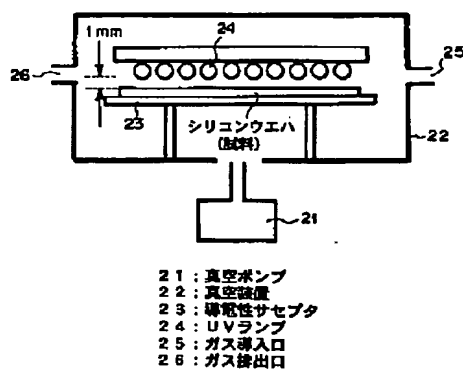 1mm
24
25
26
23
シリコンウエハ
(試料)
22
21
21：真空ポンプ
22：真空装置
23：導電性サセプタ
24：UVランプ
25：ガス導入口
26：ガス排出口